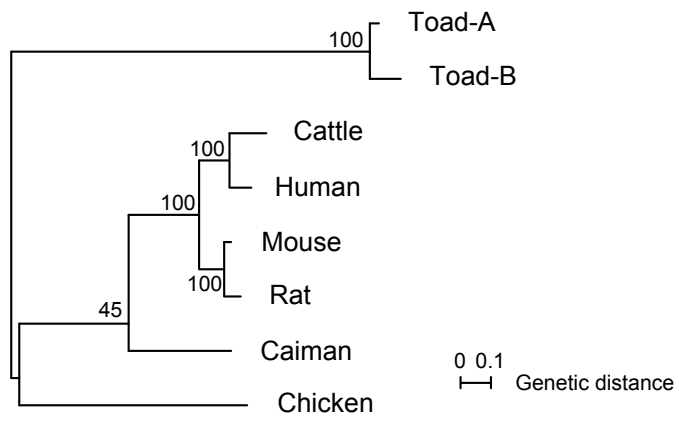 Toad-A
100
Toad-B
Cattle
100
Human
100
Mouse
100
Rat
45
Caiman
0 0.1
Genetic distance
Chicken